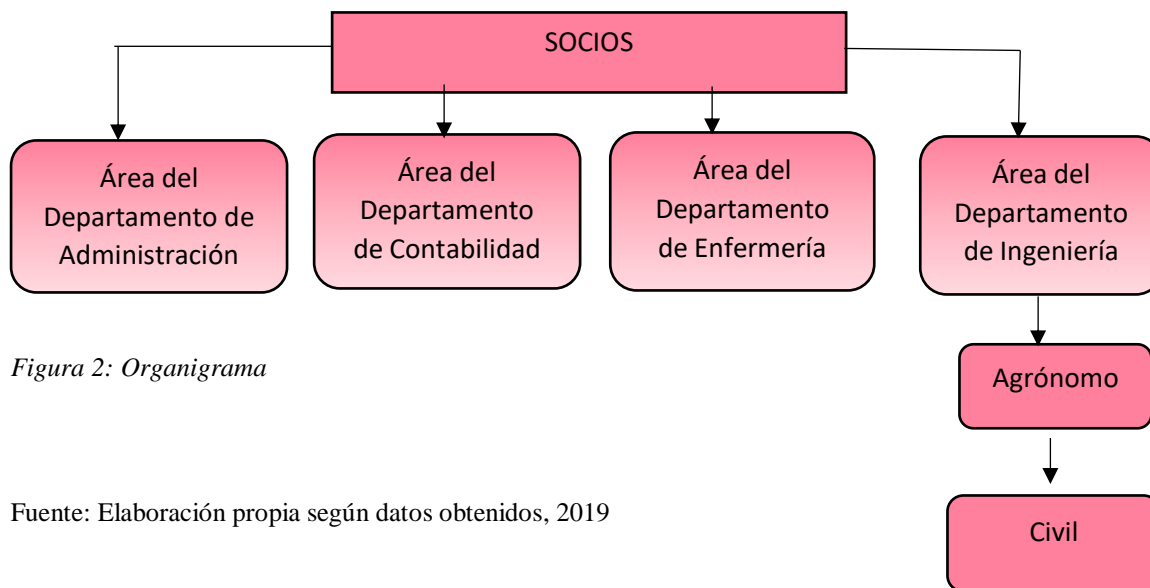 SOCIOS
Área del
Departamento de
Administración
Área del
Departamento
de Contabilidad
Área del
Departamento
de Enfermería
Área del
Departamento
de Ingeniería
Figura 2: Organigrama
Agrónomo
Fuente: Elaboración propia según datos obtenidos, 2019
Civil